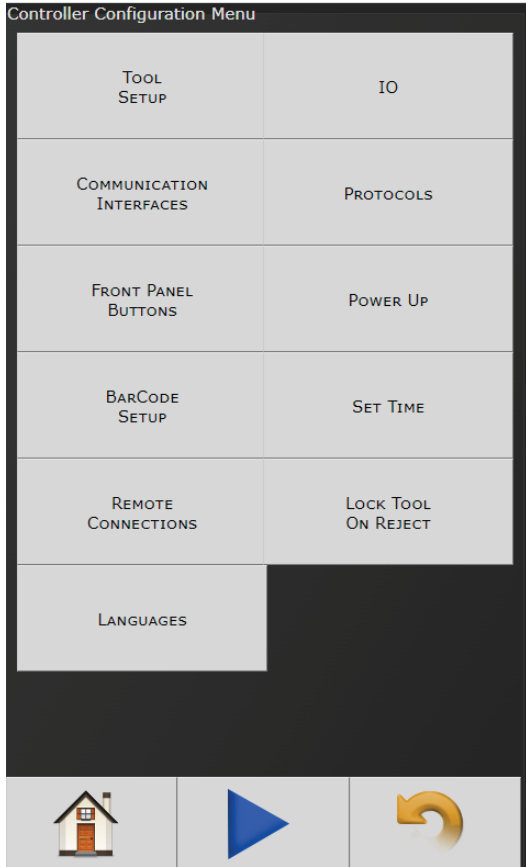 Controller Configuration Menu
Tool
Setup
IO
Communication
Interfaces
Protocols
Front Panel
Buttons
Power Up
BarCode
Setup
Set Time
Remote
Connections
Lock Tool
On Reject
Languages